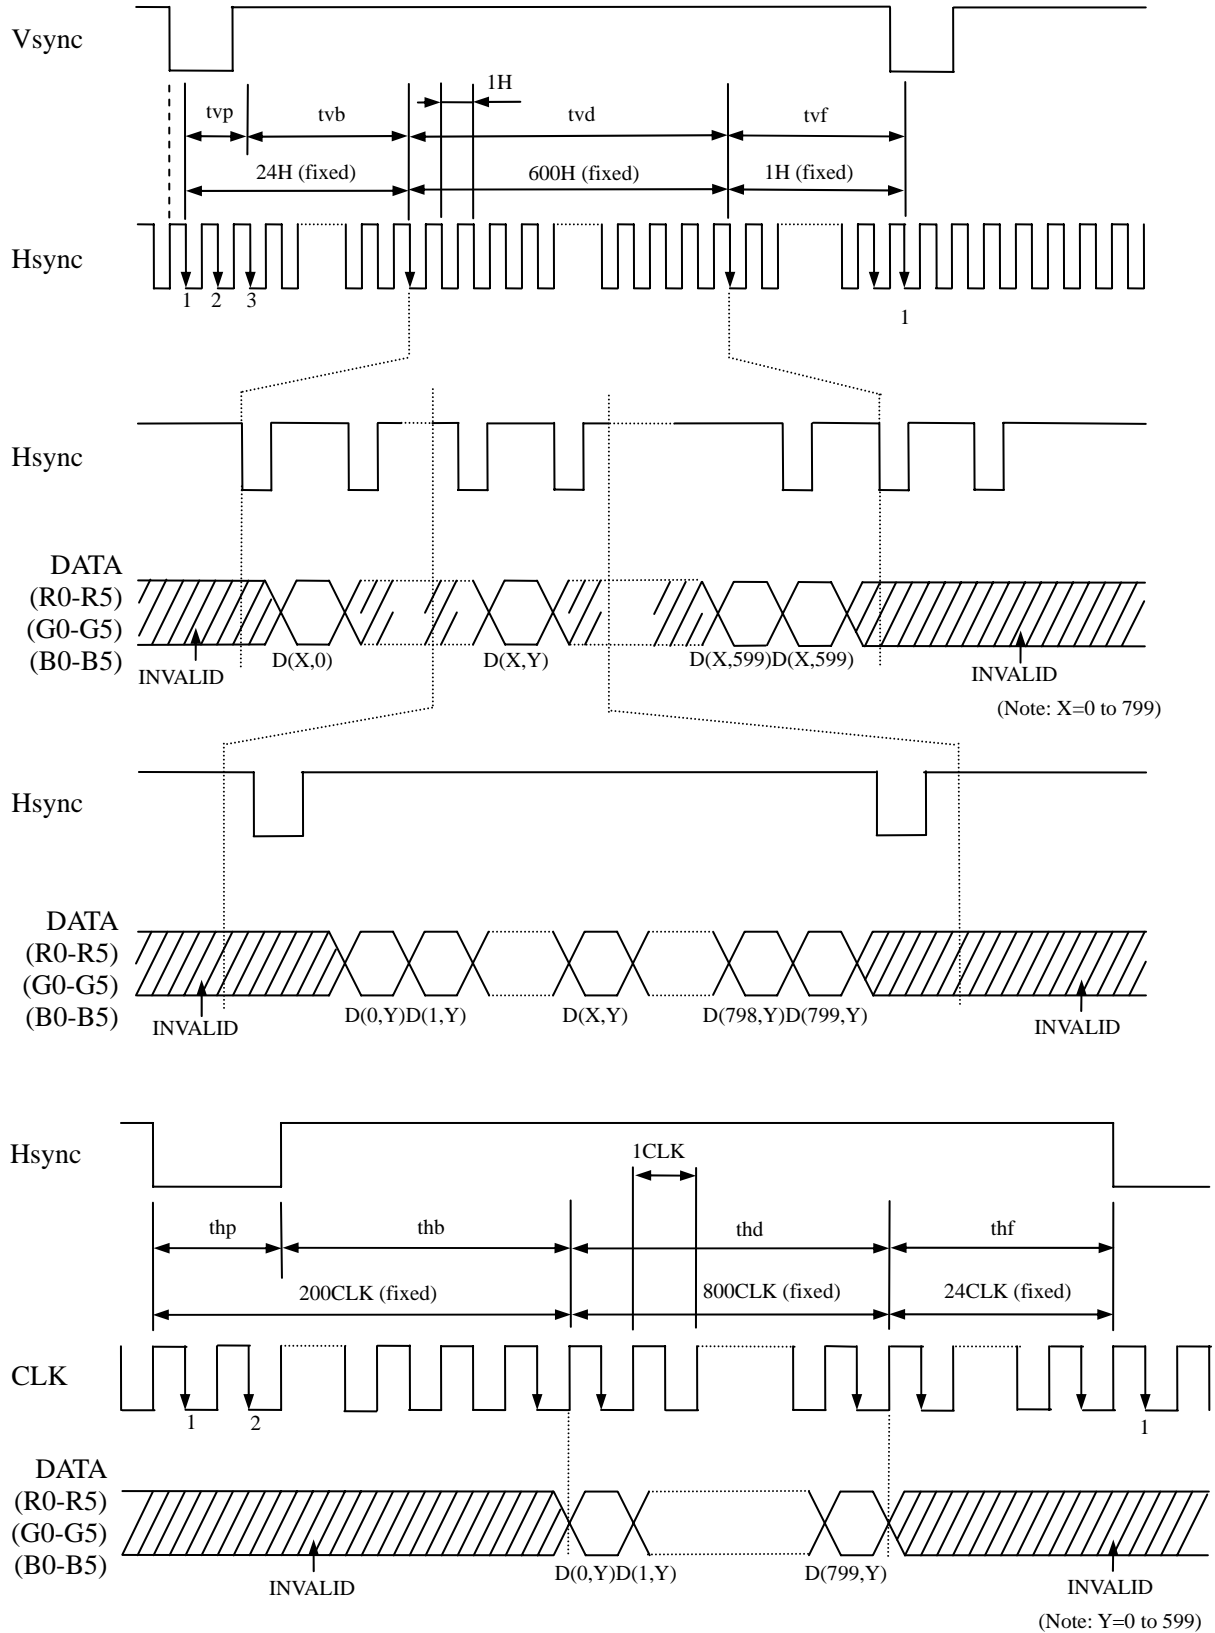 Vsync
1H
tvp tvb tvd tvf
24H (fixed) 600H (fixed) 1H (fixed)
Hsync
1 2 3 1
Hsync
DATA
(R0-R5)
(G0-G5)
(B0-B5)
D(X,0) D(X,Y) D(X,599)D(X,599)
INVALID INVALID
(Note: X=0 to 799)
Hsync
DATA
(R0-R5)
(G0-G5)
(B0-B5)
D(0,Y)D(1,Y) D(X,Y) D(798,Y)D(799,Y)
INVALID INVALID
Hsync
1CLK
thp thb thd thf
200CLK (fixed) 800CLK (fixed) 24CLK (fixed)
CLK
1 2 1
DATA
(R0-R5)
(G0-G5)
(B0-B5)
D(0,Y)D(1,Y) D(799,Y)
INVALID INVALID
(Note: Y=0 to 599)